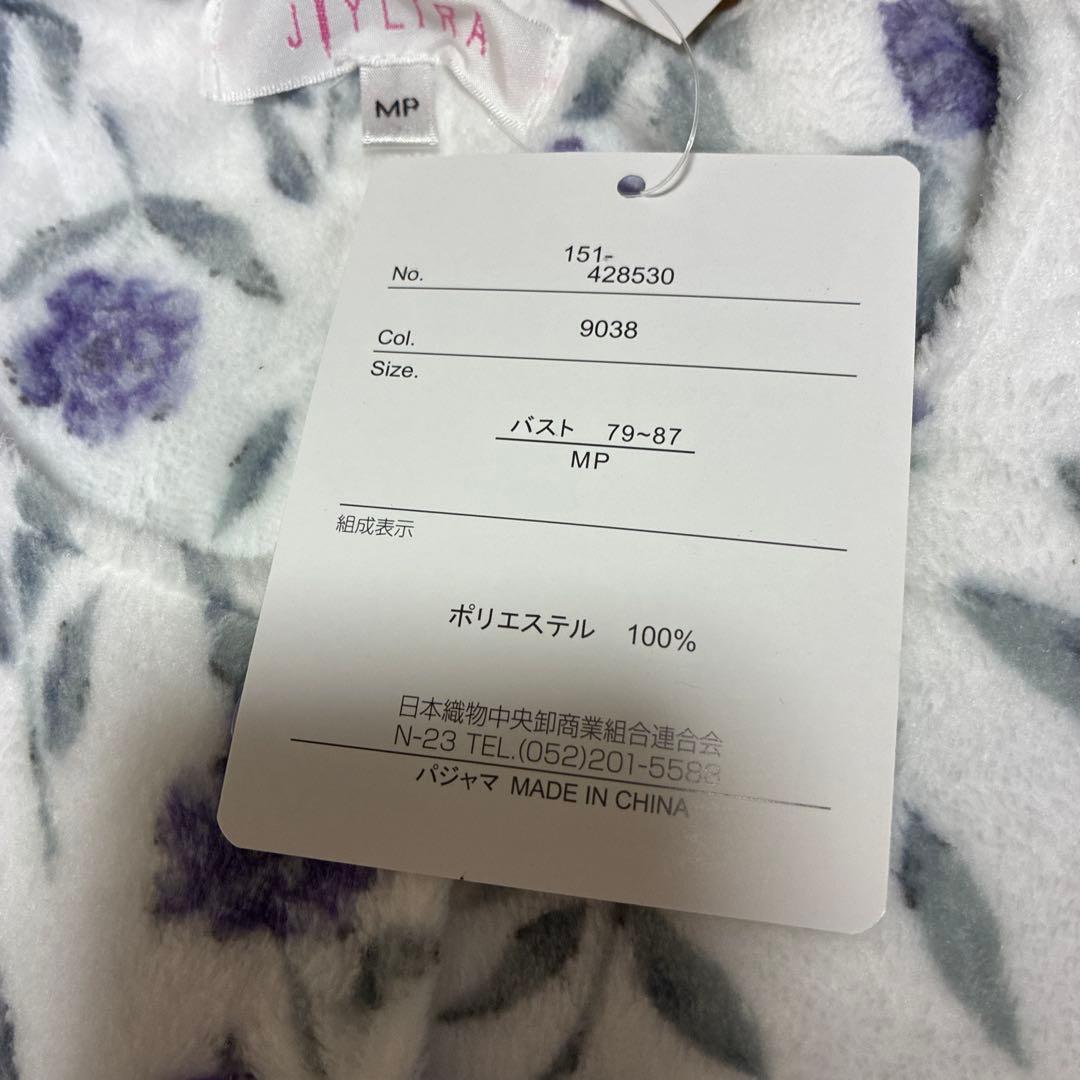 MP
151-
No. 428530
Col. 9038
Size.
バスト 79~87
MP
組成表示
ポリエステル 100%
日本織物中央卸商業組合連合会
N-23 TEL.(052)201-5588
パジャマ MADE IN CHINA